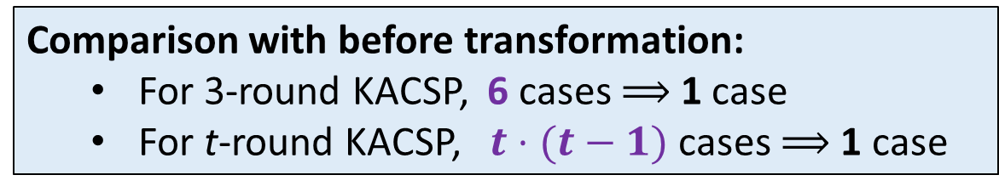 Comparison with before transformation:
• For 3-round KACSP, 6 cases ⟹ 1 case
• For t-round KACSP, t · (t − 1) cases ⟹ 1 case